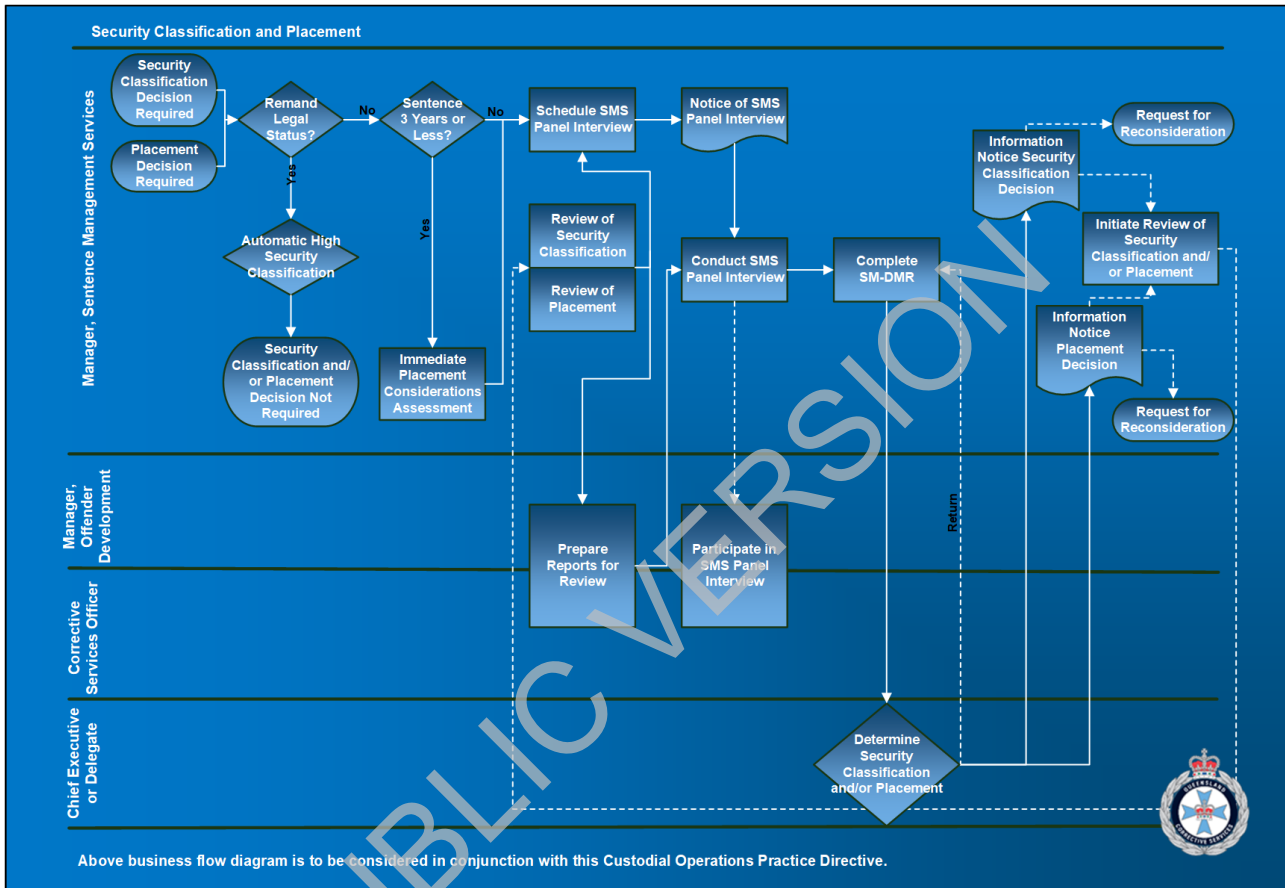 Security Classification and Placement
Manager, Sentence Management Services
Security
Classification
Decision
Required
Placement
Decision
Required
Remand
Legal
Status?
No
Yes
Automatic High
Security
Classification
Security
Classification and/
or Placement
Decision Not
Required
Sentence
3 Years or
Less?
No
Yes
Immediate
Placement
Considerations
Assessment
Schedule SMS
Panel Interview
Notice of SMS
Panel Interview
Review of
Security
Classification
Review of
Placement
Conduct SMS
Panel Interview
Complete
SM-DMR
Information
Notice Security
Classification
Decision
Request for
Reconsideration
Initiate Review of
Security
Classification and/
or Placement
Information
Notice
Placement
Decision
Request for
Reconsideration
Manager,
Offender
Development
Prepare
Reports for
Review
Participate in
SMS Panel
Interview
Return
Corrective
Services Officer
Chief Executive
or Delegate
Determine
Security
Classification
and/or Placement
QUEENSLAND
CORRECTIVE SERVICES
Above business flow diagram is to be considered in conjunction with this Custodial Operations Practice Directive.
PUBLIC VERSION